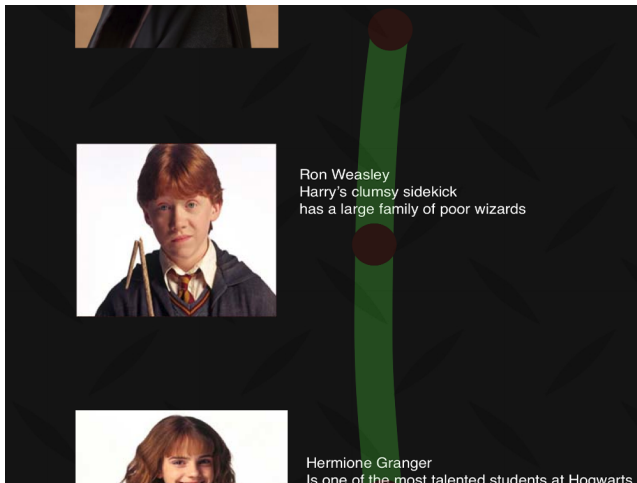 Ron Weasley
Harry's clumsy sidekick
has a large family of poor wizards
Hermione Granger
Is one of the most talented students at Hogwarts